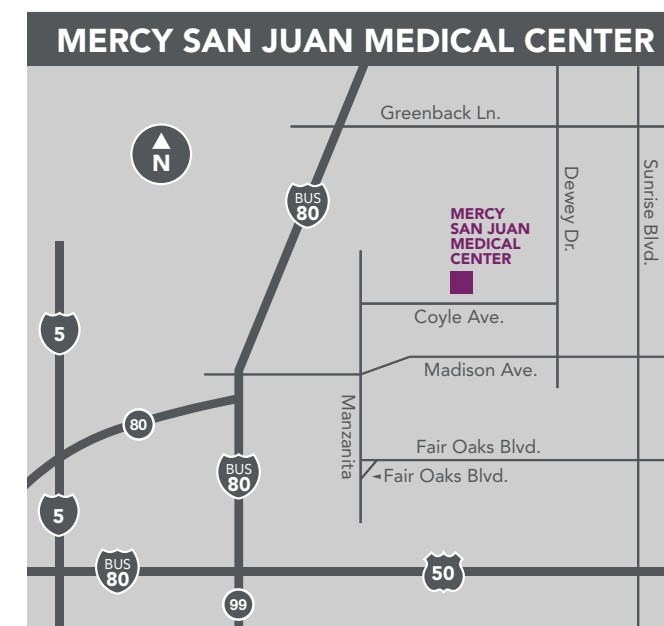 MERCY SAN JUAN MEDICAL CENTER
Greenback Ln.
N
BUS
80
Dewey Dr.
Sunrise Blvd.
MERCY
SAN JUAN
MEDICAL
CENTER
5
Coyle Ave.
Madison Ave.
80
Manzanita
Fair Oaks Blvd.
BUS
80
Fair Oaks Blvd.
5
BUS
80
50
99